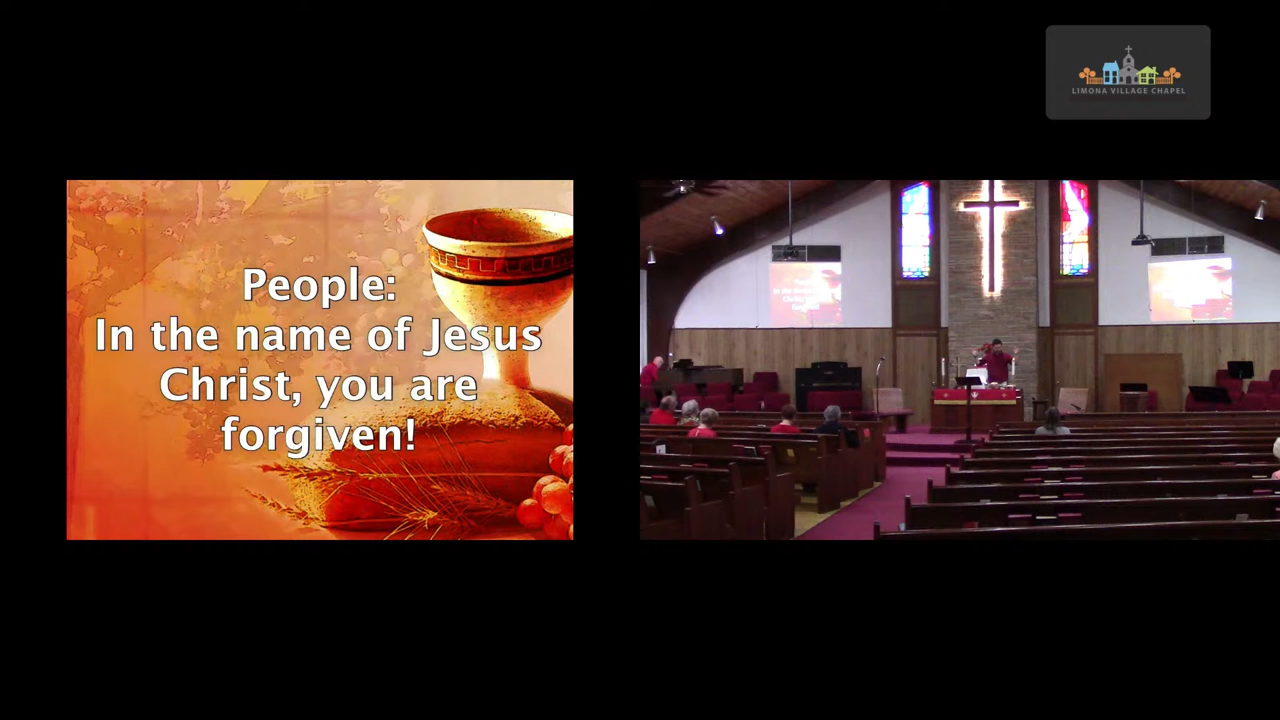 LIMONA VILLAGE CHAPEL
People:
In the name of Jesus
Christ, you are
forgiven!